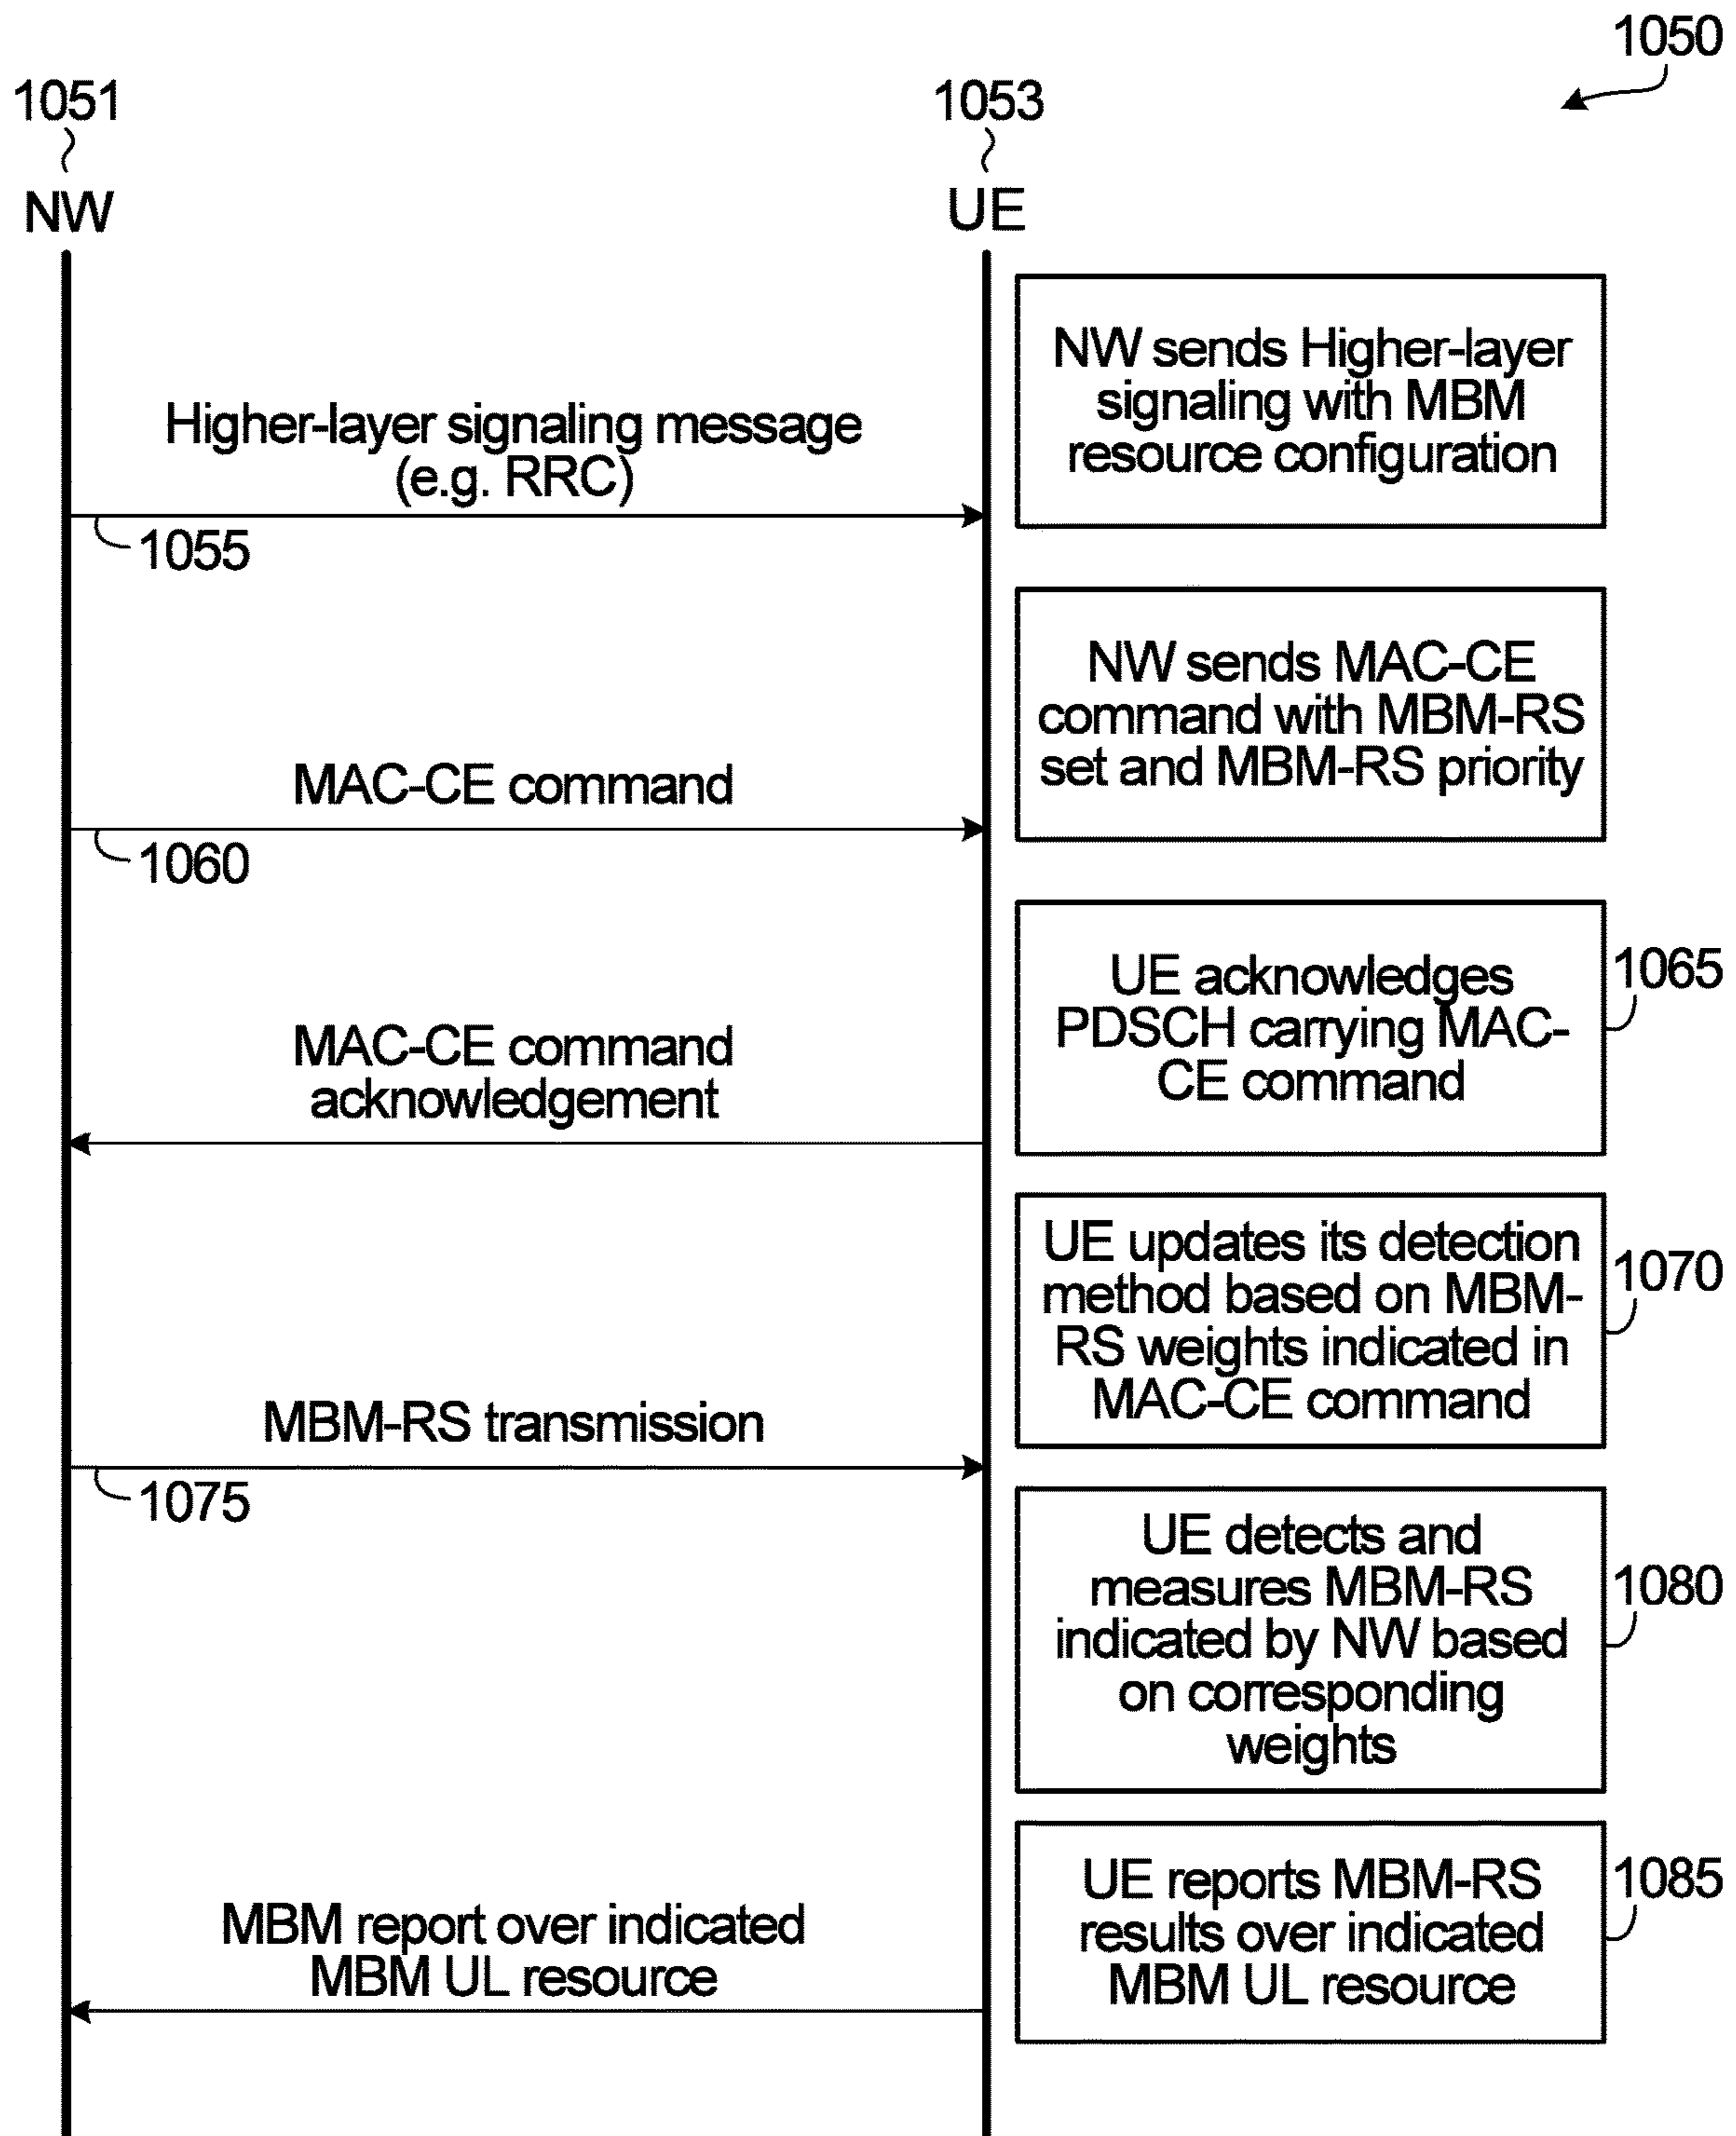 1050
1051
1053
NW
UE
NW sends Higher-layer
signaling with MBM
resource configuration
Higher-layer signaling message
(e.g. RRC)
1055
NW sends MAC-CE
command with MBM-RS
set and MBM-RS priority
MAC-CE command
1060
UE acknowledges
PDSCH carrying MAC-
CE command
1065
MAC-CE command
acknowledgement
UE updates its detection
method based on MBM-
RS weights indicated in
MAC-CE command
1070
MBM-RS transmission
1075
UE detects and
measures MBM-RS
indicated by NW based
on corresponding
weights
1080
UE reports MBM-RS
results over indicated
MBM UL resource
1085
MBM report over indicated
MBM UL resource